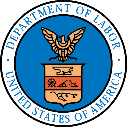 DEPARTMENT OF LABOR
UNITED STATES OF AMERICA